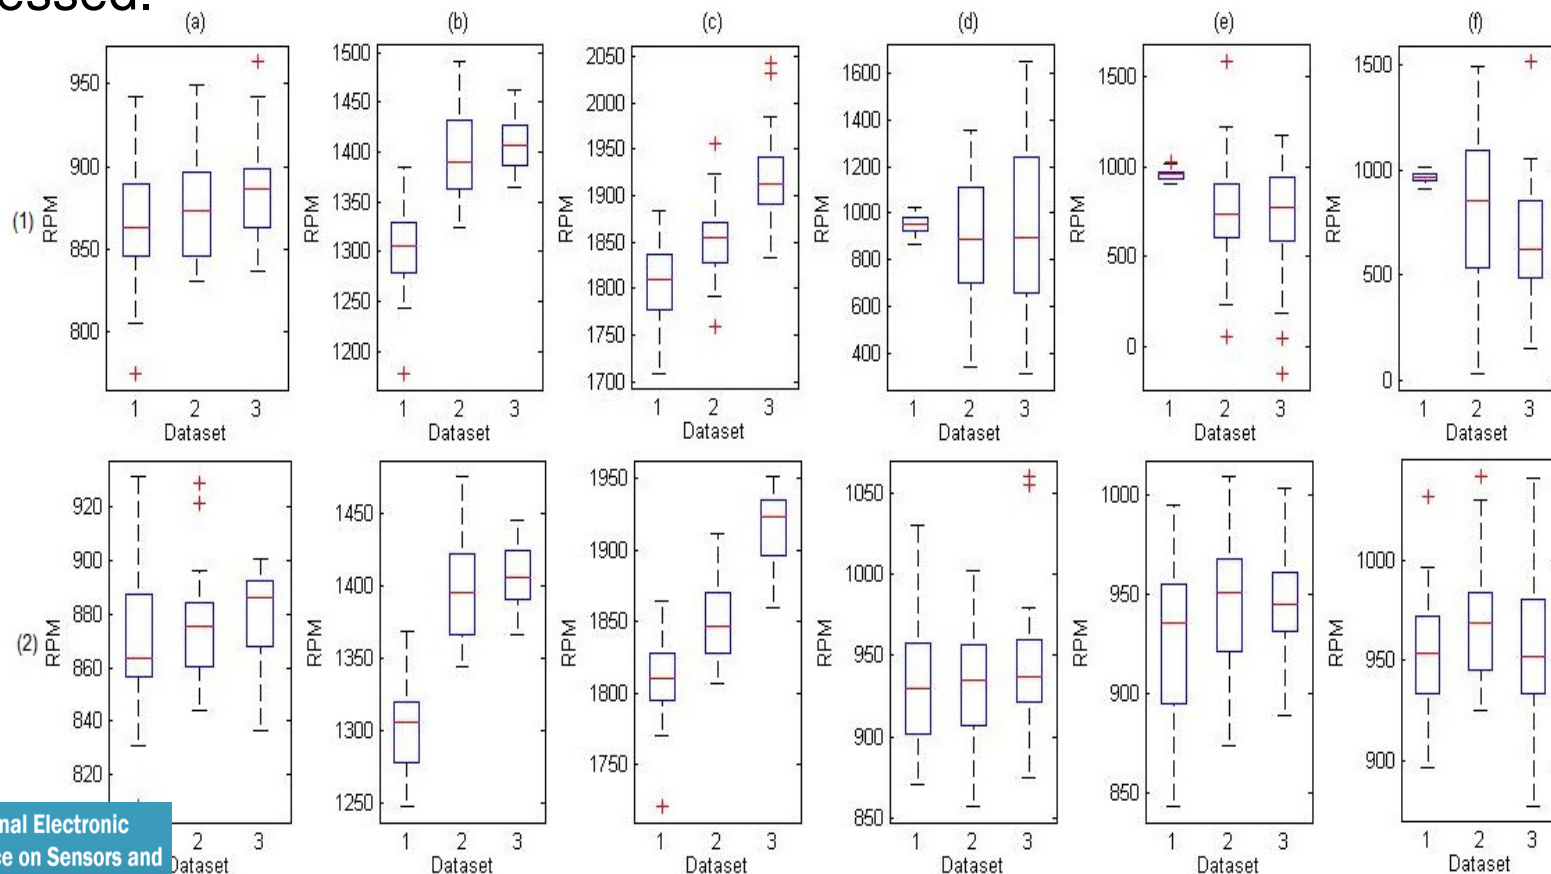 essed.
(a) (b) (c) (d) (e) (f)
(1)
RPM
950
900
850
800
1 2 3
Dataset
RPM
1500
1450
1400
1350
1300
1250
1200
1 2 3
Dataset
RPM
2050
2000
1950
1900
1850
1800
1750
1700
1 2 3
Dataset
RPM
1600
1400
1200
1000
800
600
400
1 2 3
Dataset
RPM
1500
1000
500
0
1 2 3
Dataset
RPM
1500
1000
500
0
1 2 3
Dataset
(2)
RPM
920
900
880
860
840
820
2 3
Dataset
RPM
1450
1400
1350
1300
1250
1 2 3
Dataset
RPM
1950
1900
1850
1800
1750
1 2 3
Dataset
RPM
1050
1000
950
900
850
1 2 3
Dataset
RPM
1000
950
900
850
1 2 3
Dataset
RPM
1000
950
900
1 2 3
Dataset
nal Electronic
ce on Sensors and